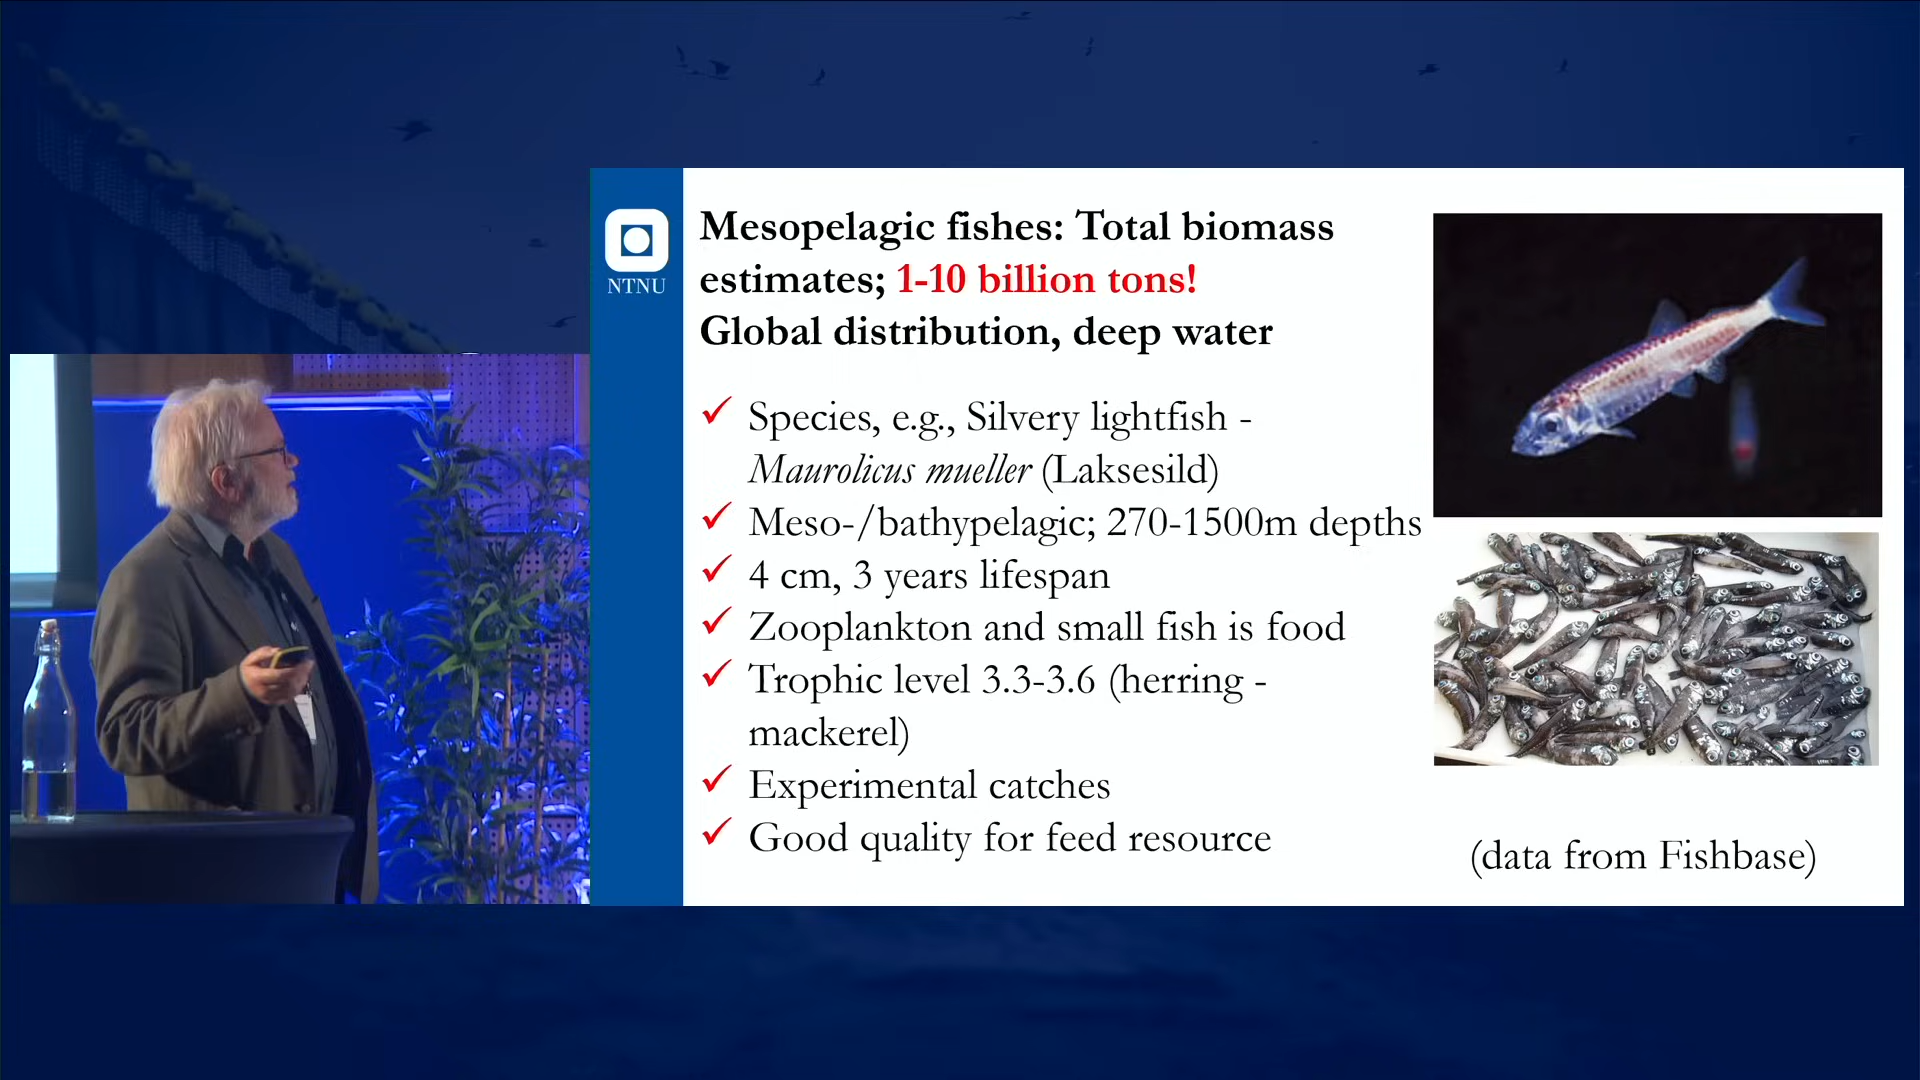 NTNU
Mesopelagic fishes: Total biomass
estimates; 1-10 billion tons!
Global distribution, deep water
✓ Species, e.g., Silvery lightfish -
Maurolicus mueller (Laksesild)
✓ Meso-/bathypelagic; 270-1500m depths
✓ 4 cm, 3 years lifespan
✓ Zooplankton and small fish is food
✓ Trophic level 3.3-3.6 (herring -
mackerel)
✓ Experimental catches
✓ Good quality for feed resource
(data from Fishbase)